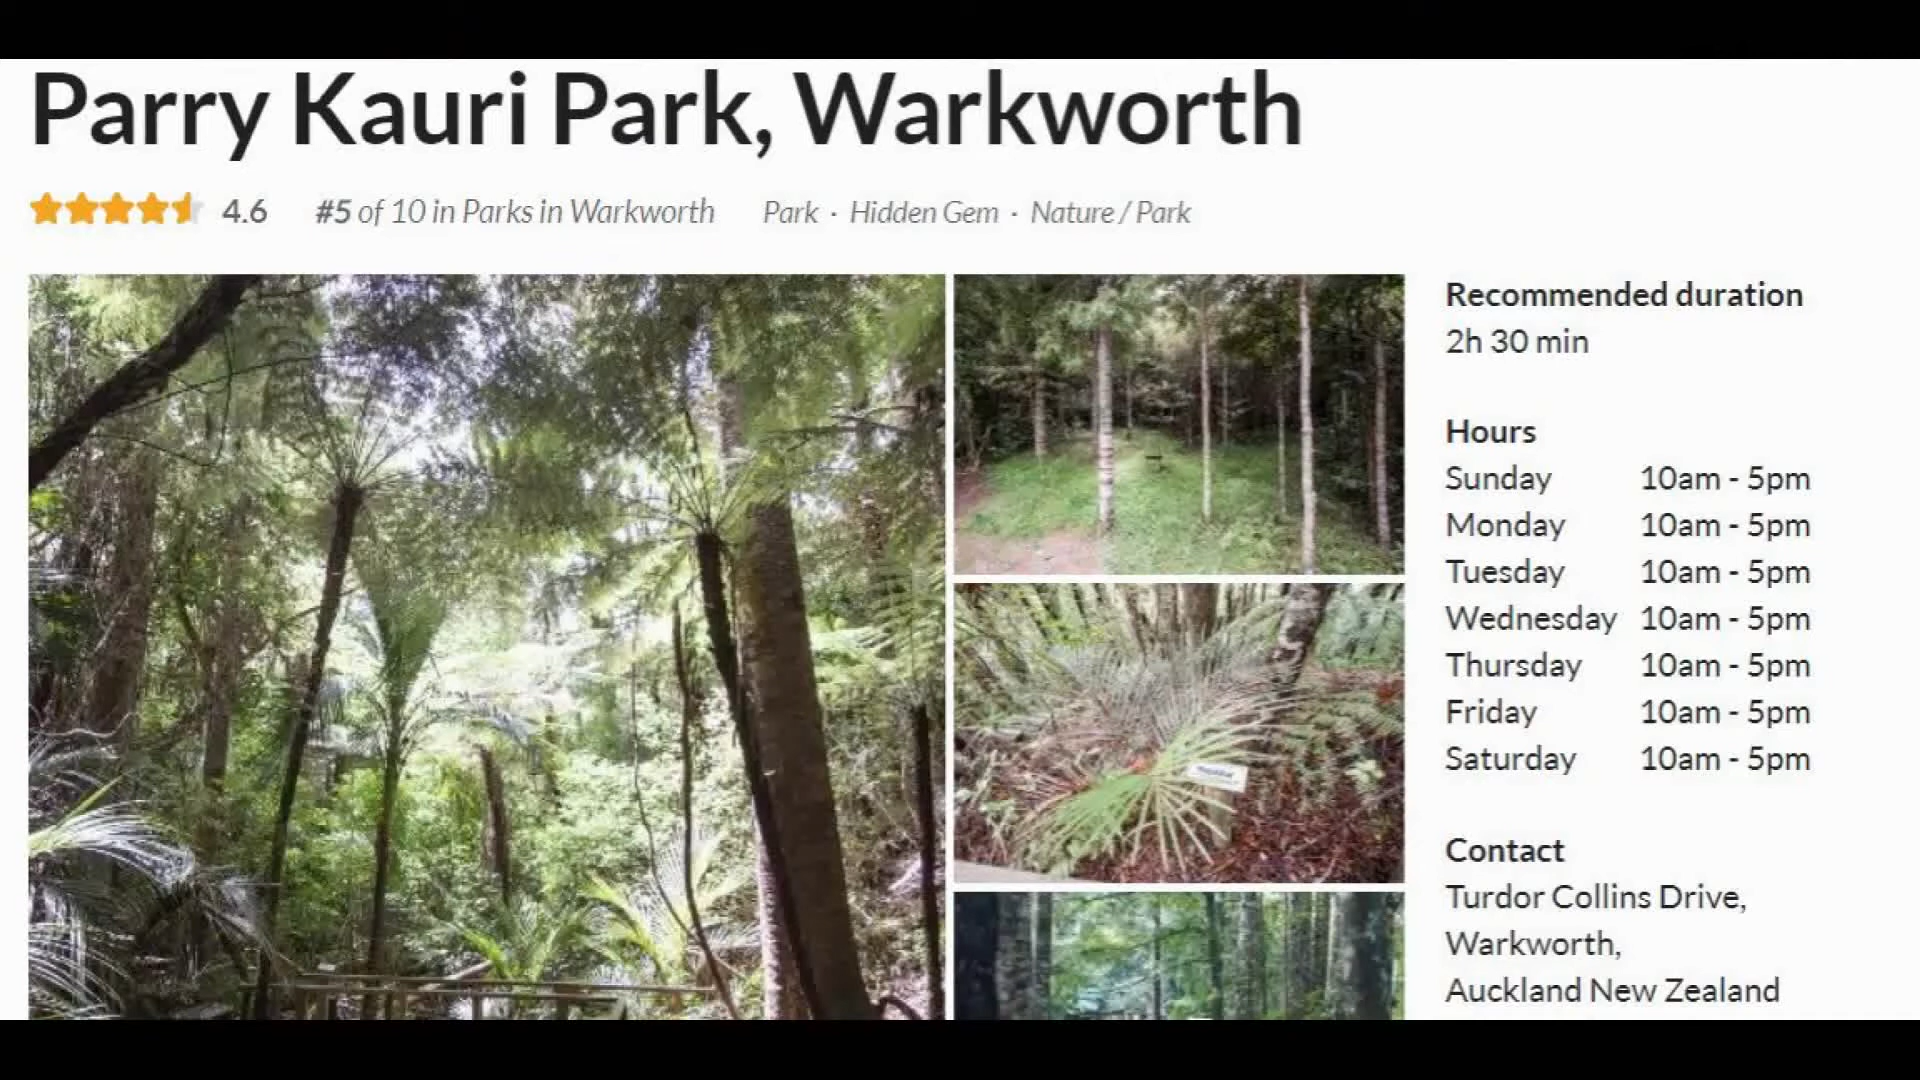 Parry Kauri Park, Warkworth
4.6 #5 of 10 in Parks in Warkworth Park · Hidden Gem · Nature / Park
Recommended duration
2h 30 min
Hours
Sunday 10am - 5pm
Monday 10am - 5pm
Tuesday 10am - 5pm
Wednesday 10am - 5pm
Thursday 10am - 5pm
Friday 10am - 5pm
Saturday 10am - 5pm
Contact
Turdor Collins Drive,
Warkworth,
Auckland New Zealand